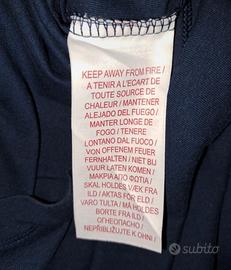 KEEP AWAY FROM FIRE /
A TENIR A L'ECART DE
TOUTE SOURCE DE
CHALEUR / MANTENER
ALEJADO DEL FUEGO /
MANTER LONGE DE
FOGO / TENERE
LONTANO DAL FUOCO /
VON OFFENEM FEUER
FERNHALTEN / NIET BIJ
VUUR LATEN KOMEN /
ΜΑΚΡΙΑ ΑΠΟ ΦΩΤΙΑ /
SKAL HOLDES VÆK FRA
ILD / AKTAS FÖR ELD /
VARO TULTA / MÅ HOLDES
BORTE FRA ILD /
ОГНЕОПАСНО /
NEPŘIBLIŽUJTE K OHNI /
subito